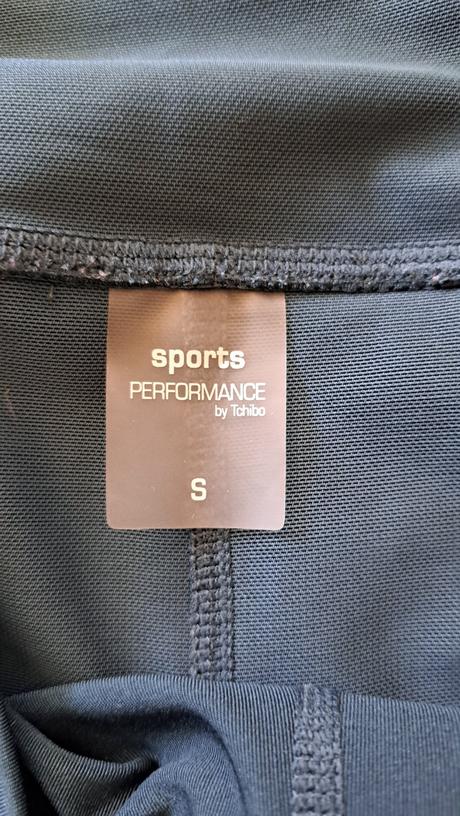 sports
PERFORMANCE
by Tchibo
S